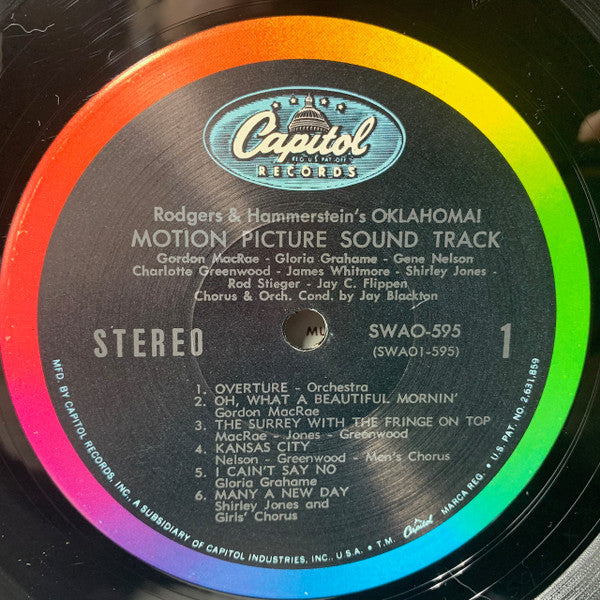 Capitol
REG. U.S. PAT. OFF.
RECORDS
Rodgers & Hammerstein's OKLAHOMA!
MOTION PICTURE SOUND TRACK
Gordon MacRae - Gloria Grahame - Gene Nelson
Charlotte Greenwood - James Whitmore - Shirley Jones -
Rod Stieger - Jay C. Flippen
Chorus & Orch. Cond. by Jay Blackton
STEREO
MU
SWAO-595
(SWAO1-595)
1
1. OVERTURE - Orchestra
2. OH, WHAT A BEAUTIFUL MORNIN'
Gordon MacRae
3. THE SURREY WITH THE FRINGE ON TOP
MacRae - Jones - Greenwood
4. KANSAS CITY
Nelson - Greenwood - Men's Chorus
5. I CAIN'T SAY NO
Gloria Grahame
6. MANY A NEW DAY
Shirley Jones and
Girls' Chorus
MFD. BY CAPITOL RECORDS, INC., A SUBSIDIARY OF CAPITOL INDUSTRIES, INC., U.S.A. • T.M. Capitol MARCA REG. • U.S. PAT. NO. 2,631,859